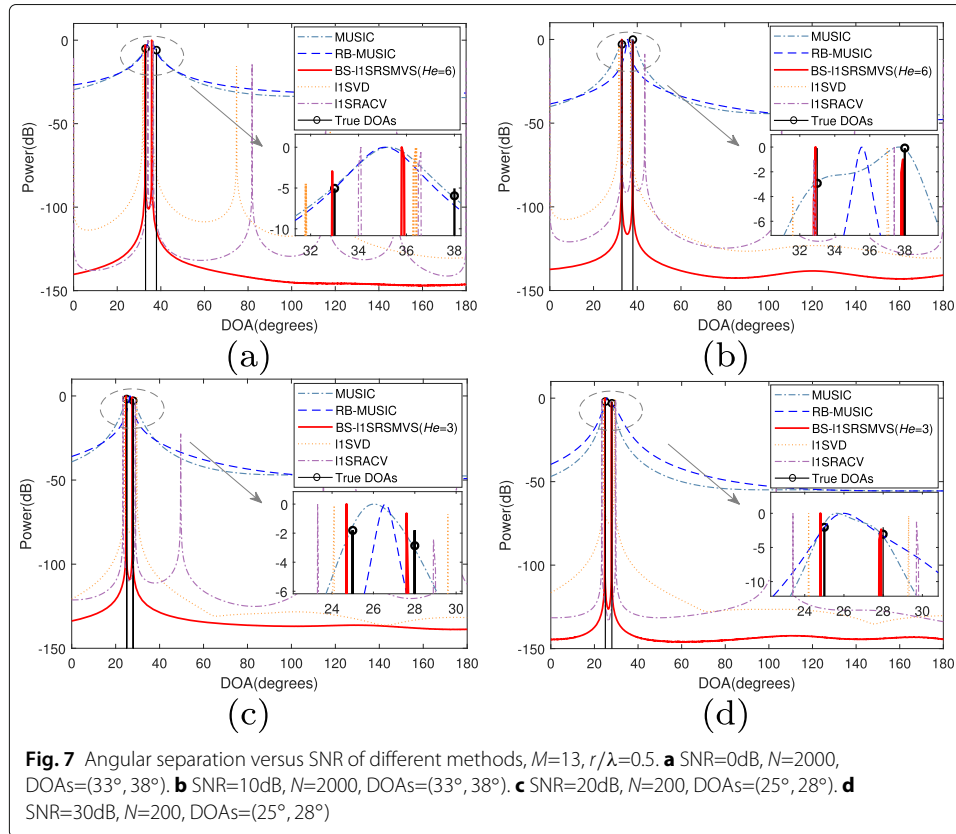 MUSIC
RB-MUSIC
BS-l1SRSMVS(He=6)
l1SVD
l1SRACV
True DOAs
0
-50
-100
-150
Power(dB)
0
-5
-10
32 34 36 38
0 20 40 60 80 100 120 140 160 180
DOA(degrees)
(a)
MUSIC
RB-MUSIC
BS-l1SRSMVS(He=6)
l1SVD
l1SRACV
True DOAs
0
-50
-100
-150
Power(dB)
0
-2
-4
-6
32 34 36 38
0 20 40 60 80 100 120 140 160 180
DOA(degrees)
(b)
MUSIC
RB-MUSIC
BS-l1SRSMVS(He=3)
l1SVD
l1SRACV
True DOAs
0
-50
-100
-150
Power(dB)
0
-2
-4
-6
24 26 28 30
0 20 40 60 80 100 120 140 160 180
DOA(degrees)
(c)
MUSIC
RB-MUSIC
BS-l1SRSMVS(He=3)
l1SVD
l1SRACV
True DOAs
0
-50
-100
-150
Power(dB)
0
-5
-10
24 26 28 30
0 20 40 60 80 100 120 140 160 180
DOA(degrees)
(d)
Fig. 7 Angular separation versus SNR of different methods, M=13, r/λ=0.5. a SNR=0dB, N=2000,
DOAs=(33°, 38°). b SNR=10dB, N=2000, DOAs=(33°, 38°). c SNR=20dB, N=200, DOAs=(25°, 28°). d
SNR=30dB, N=200, DOAs=(25°, 28°)